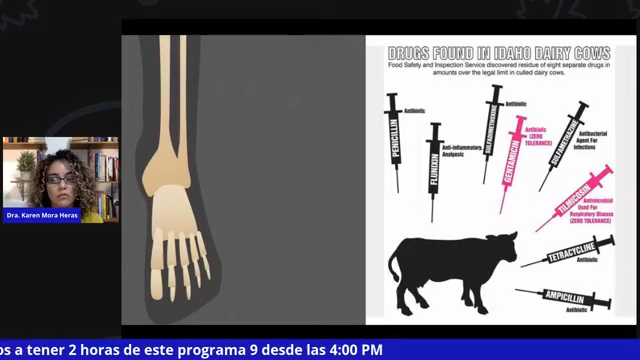 DRUGS FOUND IN IDAHO DAIRY COWS
Food Safety and Inspection Service discovered residue of eight separate drugs in
amounts over the legal limit in culled dairy cows.
PENICILLIN
Antibiotic
FLUNIXIN
Anti-inflammatory,
Analgesic
SULFADIMETHOXINE
Antibiotic
GENTAMICIN
Antibiotic
(ZERO
TOLERANCE)
SULFAMETHAZINE
Antibacterial
Agent For
Infections
TILMICOSIN
Antimicrobial
Used For
Respiratory Disease
(ZERO TOLERANCE)
TETRACYCLINE
Antibiotic
AMPICILLIN
Antibiotic
Dra. Karen Mora Heras
os a tener 2 horas de este programa 9 desde las 4:00 PM